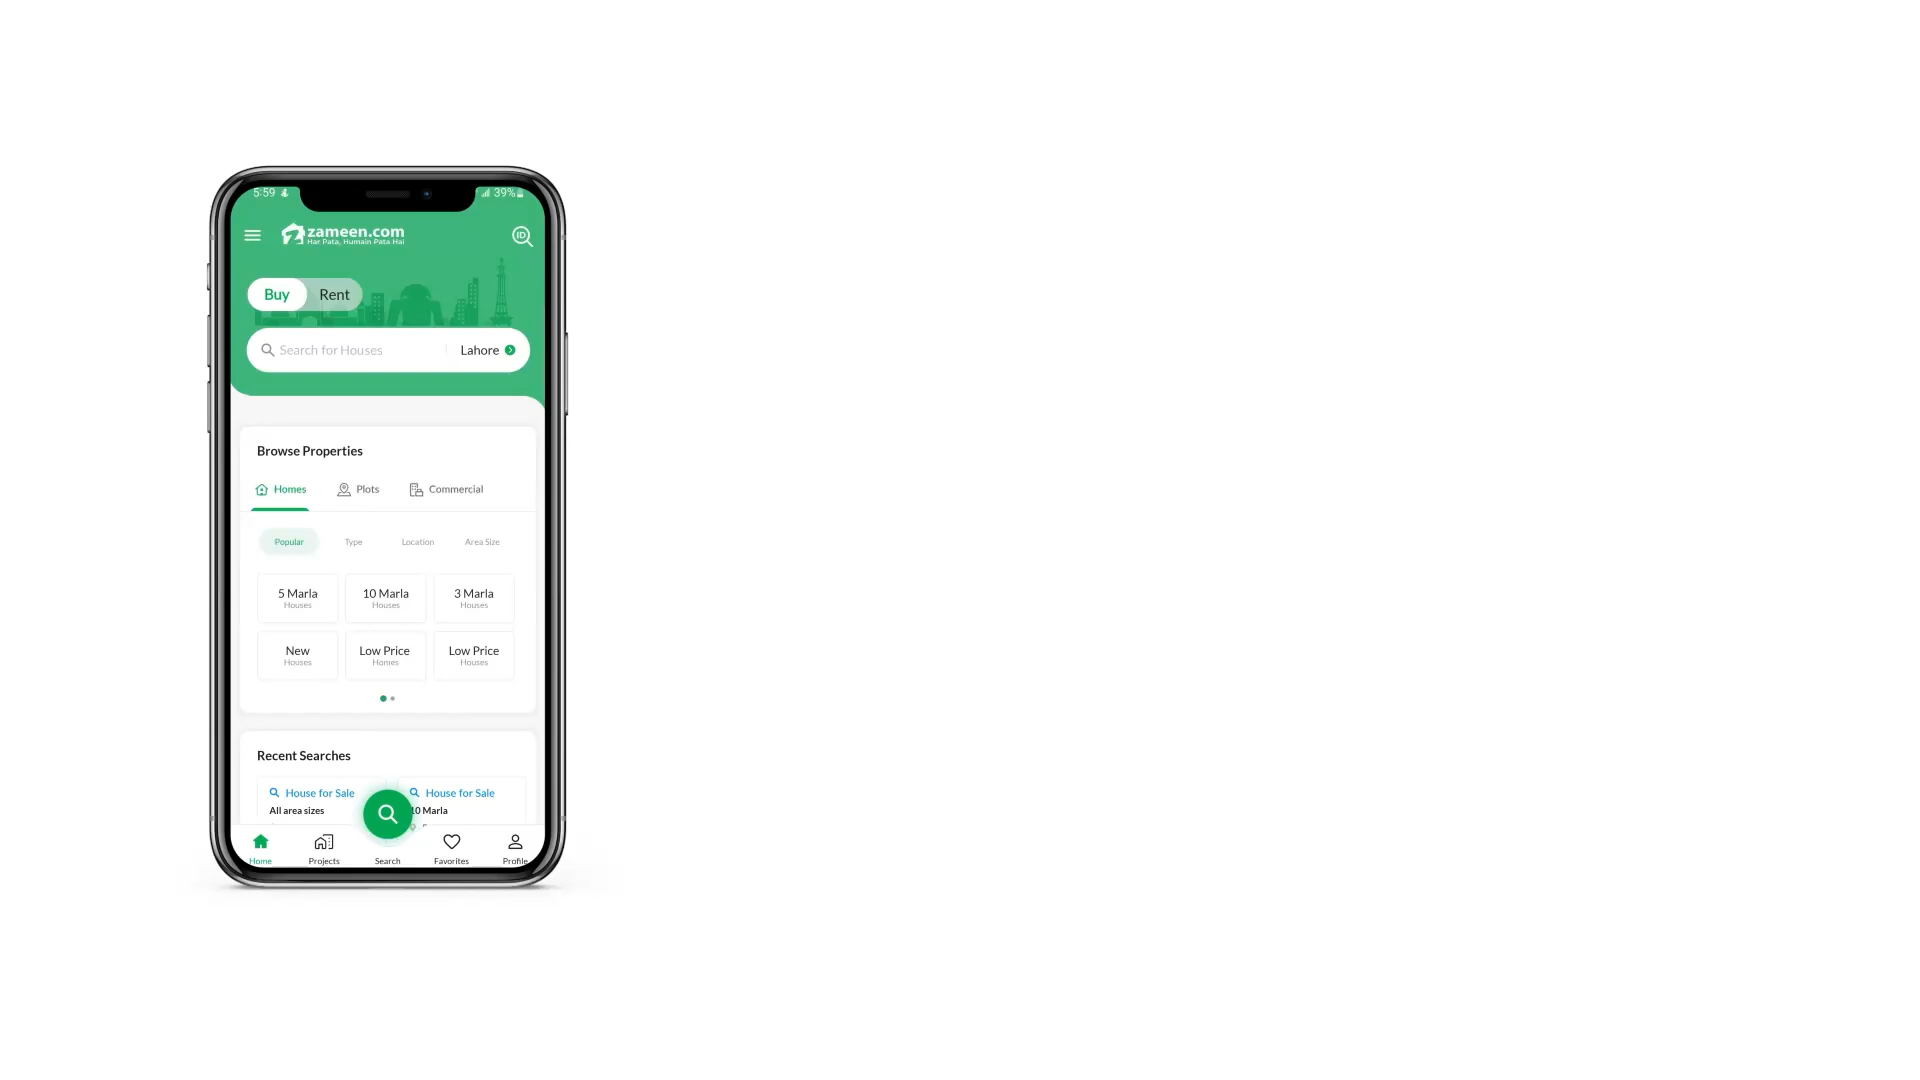 5:59
39%
zameen.com
Har Pata, Humain Pata Hai
ID
Buy Rent
Search for Houses Lahore
Browse Properties
Homes Plots Commercial
Popular Type Location Area Size
5 Marla 10 Marla 3 Marla
Houses Houses Houses
New Low Price Low Price
Houses Homes Houses
Recent Searches
House for Sale House for Sale
All area sizes 10 Marla
Home Projects Search Favorites Profile